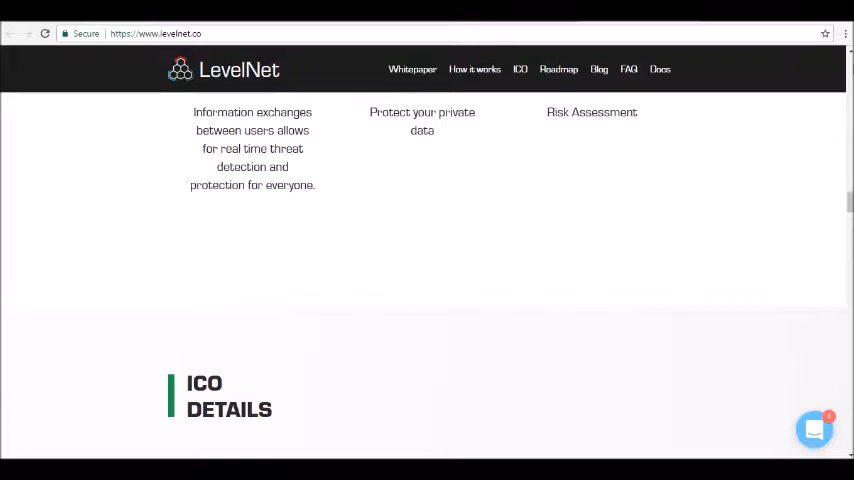 Secure
https://www.levelnet.co
LevelNet
Whitepaper
How it works
ICO
Roadmap
Blog
FAQ
Docs
Information exchanges
between users allows
for real time threat
detection and
protection for everyone.
Protect your private
data
Risk Assessment
ICO
DETAILS
1